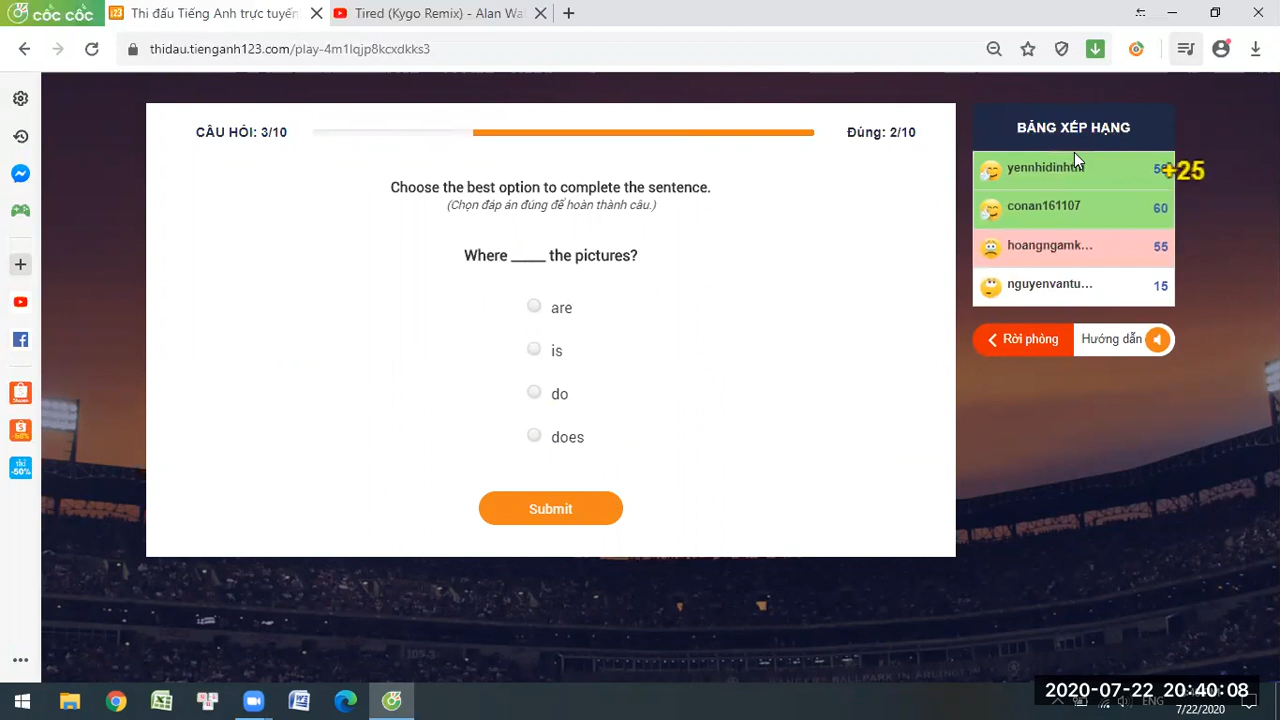 cốc cốc
Thi đấu Tiếng Anh trực tuyến
Tired (Kygo Remix) - Alan Wa
thidau.tienganh123.com/play-4m1lqjp8kcxdkks3
CÂU HỎI: 3/10
Đúng: 2/10
Choose the best option to complete the sentence.
(Chọn đáp án đúng để hoàn thành câu.)
Where _____ the pictures?
are
is
do
does
Submit
BẢNG XẾP HẠNG
+25
conan161107 60
hoangngamk... 55
nguyenvantu... 15
Rời phòng
Hướng dẫn
-50%
2020-07-22 20:40:08
ENG
7/22/2020